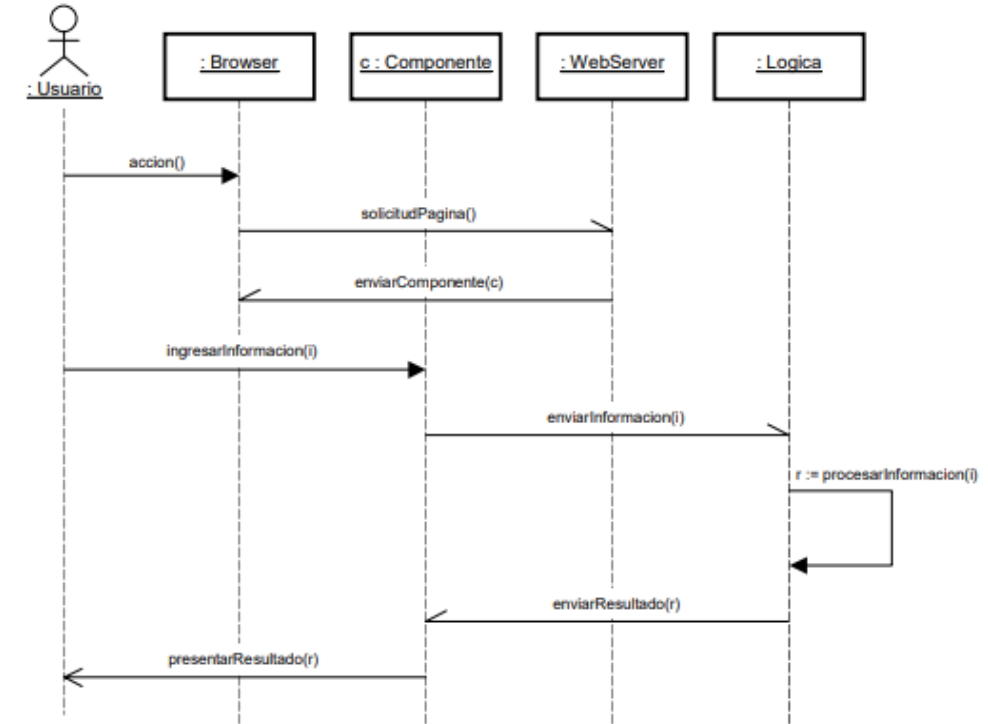 : Usuario
: Browser
c : Componente
: WebServer
: Logica
accion()
solicitudPagina()
enviarComponente(c)
ingresarInformacion(i)
enviarInformacion(i)
r := procesarInformacion(i)
enviarResultado(r)
presentarResultado(r)